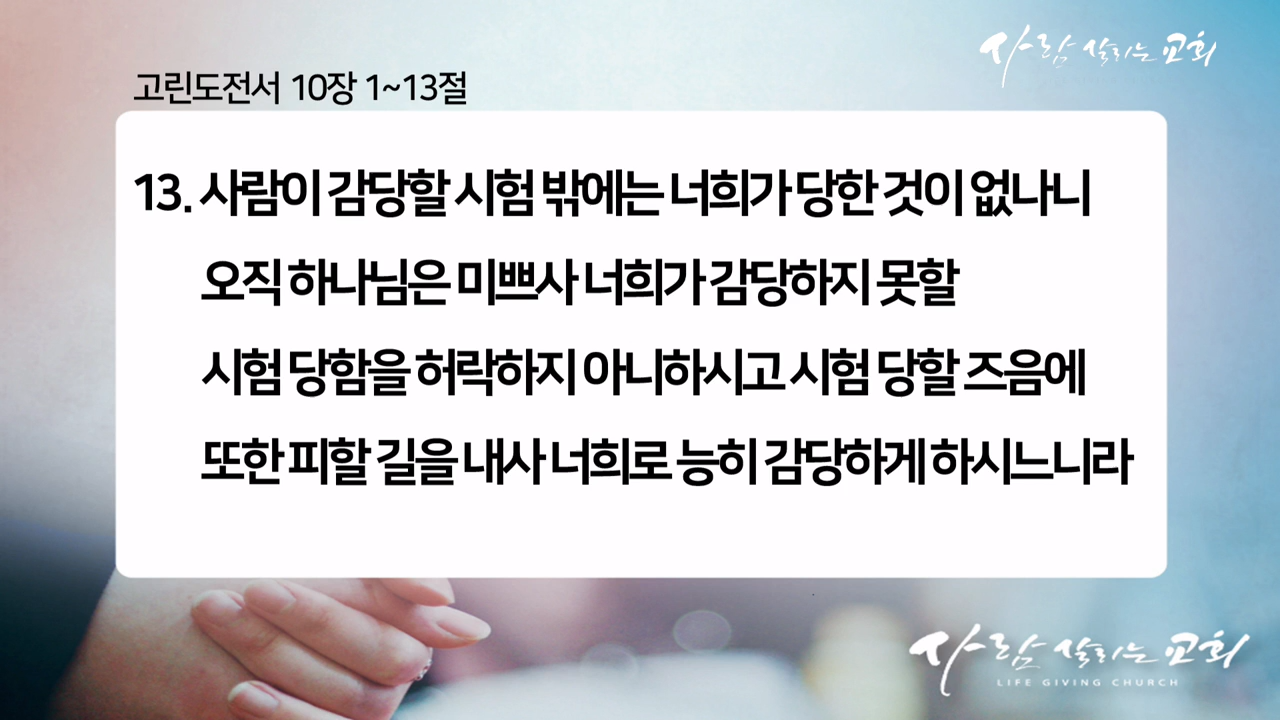 사람 살리는 교회
고린도전서 10장 1~13절
13. 사람이 감당할 시험 밖에는 너희가 당한 것이 없나니
오직 하나님은 미쁘사 너희가 감당하지 못할
시험 당함을 허락하지 아니하시고 시험 당할 즈음에
또한 피할 길을 내사 너희로 능히 감당하게 하시느니라
사람 살리는 교회
LIFE GIVING CHURCH